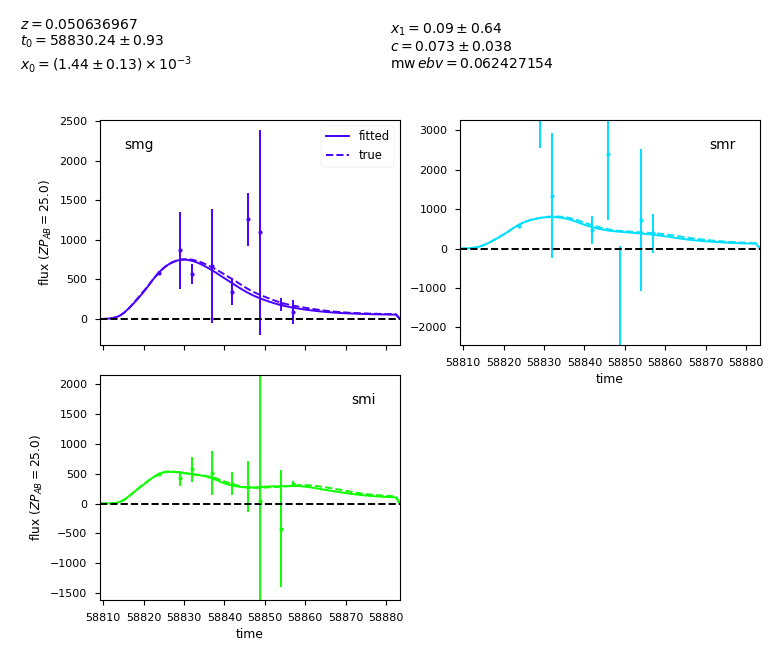 z = 0.050636967
t₀ = 58830.24 ± 0.93
x₀ = (1.44 ± 0.13) × 10⁻³
x₁ = 0.09 ± 0.64
c = 0.073 ± 0.038
mw ebv = 0.062427154
smg
fitted
true
2500
2000
1500
1000
500
0
flux (ZP_AB = 25.0)
smr
3000
2000
1000
0
−1000
−2000
58810 58820 58830 58840 58850 58860 58870 58880
time
smi
2000
1500
1000
500
0
−500
−1000
−1500
flux (ZP_AB = 25.0)
58810 58820 58830 58840 58850 58860 58870 58880
time